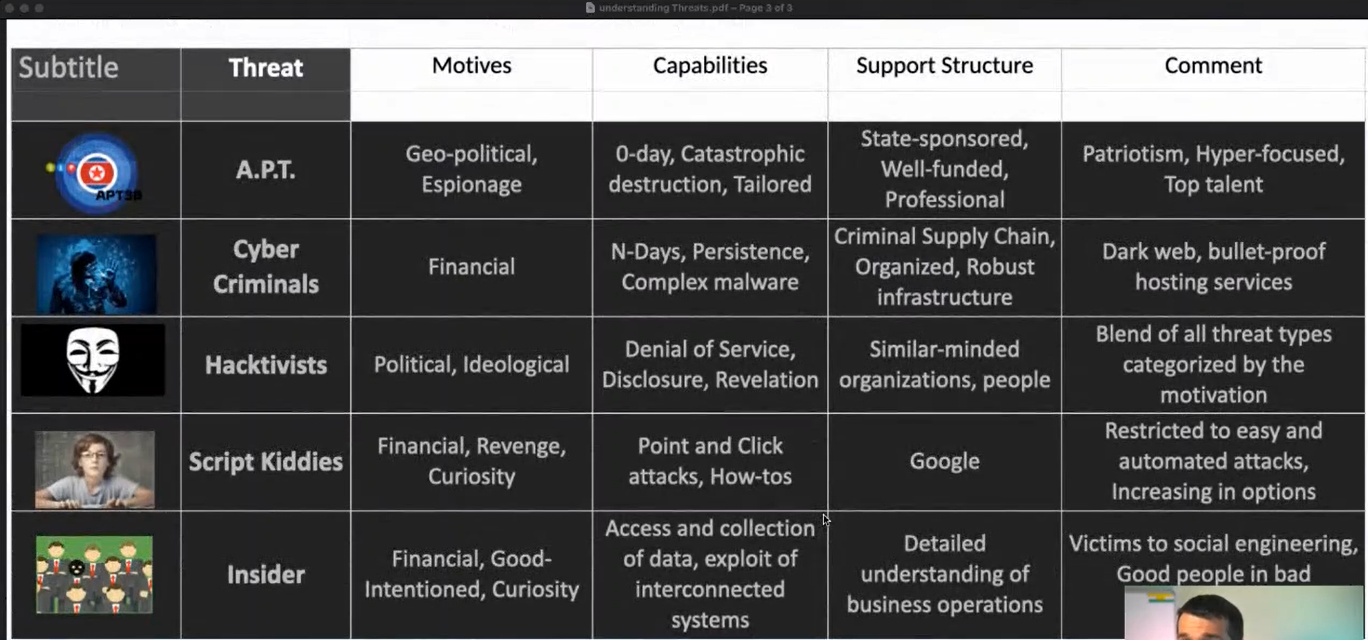 understanding Threats.pdf – Page 3 of 3
Subtitle
Threat
Motives
Capabilities
Support Structure
Comment
A.P.T.
Geo-political,
Espionage
0-day, Catastrophic
destruction, Tailored
State-sponsored,
Well-funded,
Professional
Patriotism, Hyper-focused,
Top talent
Cyber
Criminals
Financial
N-Days, Persistence,
Complex malware
Criminal Supply Chain,
Organized, Robust
infrastructure
Dark web, bullet-proof
hosting services
Hacktivists
Political, Ideological
Denial of Service,
Disclosure, Revelation
Similar-minded
organizations, people
Blend of all threat types
categorized by the
motivation
Script Kiddies
Financial, Revenge,
Curiosity
Point and Click
attacks, How-tos
Google
Restricted to easy and
automated attacks,
Increasing in options
Insider
Financial, Good-
Intentioned, Curiosity
Access and collection
of data, exploit of
interconnected
systems
Detailed
understanding of
business operations
Victims to social engineering,
Good people in bad